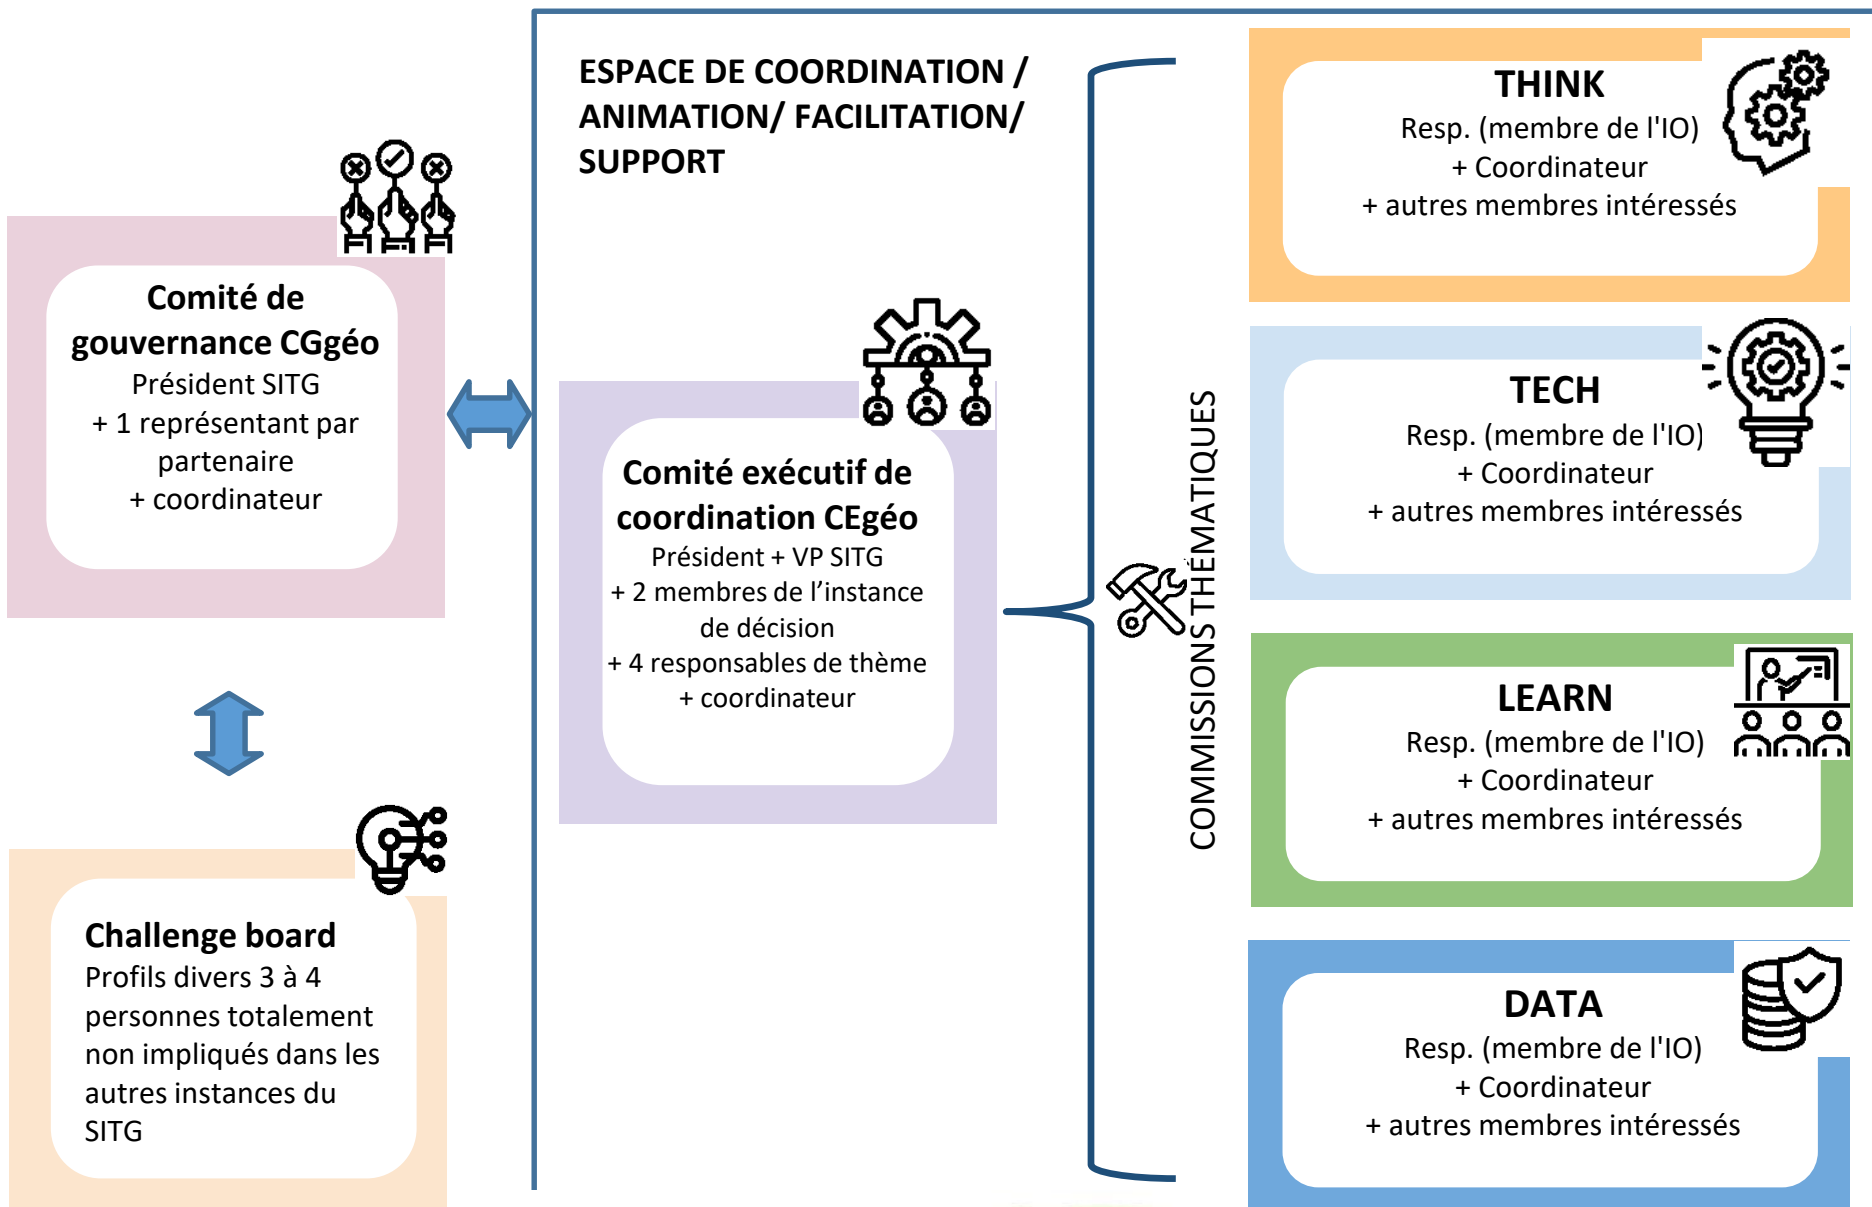 ESPACE DE COORDINATION /
ANIMATION/ FACILITATION/
SUPPORT
Comité de
gouvernance CGgéo
Président SITG
+ 1 représentant par
partenaire
+ coordinateur
Challenge board
Profils divers 3 à 4
personnes totalement
non impliqués dans les
autres instances du
SITG
Comité exécutif de
coordination CEgéo
Président + VP SITG
+ 2 membres de l’instance
de décision
+ 4 responsables de thème
+ coordinateur
COMMISSIONS THÉMATIQUES
THINK
Resp. (membre de l'IO)
+ Coordinateur
+ autres membres intéressés
TECH
Resp. (membre de l'IO)
+ Coordinateur
+ autres membres intéressés
LEARN
Resp. (membre de l'IO)
+ Coordinateur
+ autres membres intéressés
DATA
Resp. (membre de l'IO)
+ Coordinateur
+ autres membres intéressés